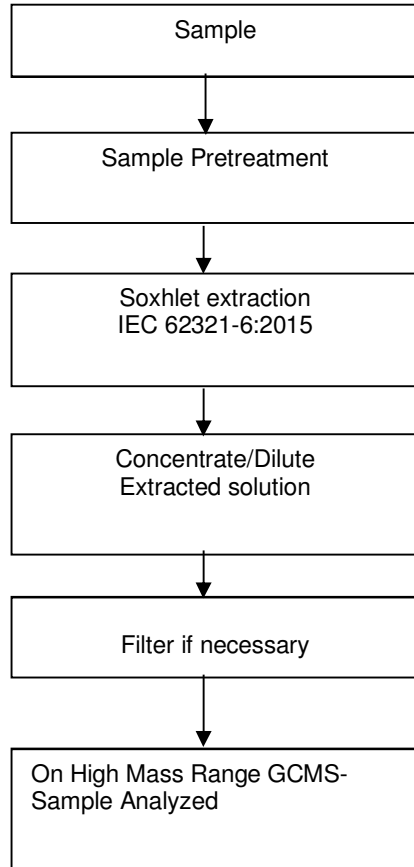 Sample
Sample Pretreatment
Soxhlet extraction
IEC 62321-6:2015
Concentrate/Dilute
Extracted solution
Filter if necessary
On High Mass Range GCMS-
Sample Analyzed